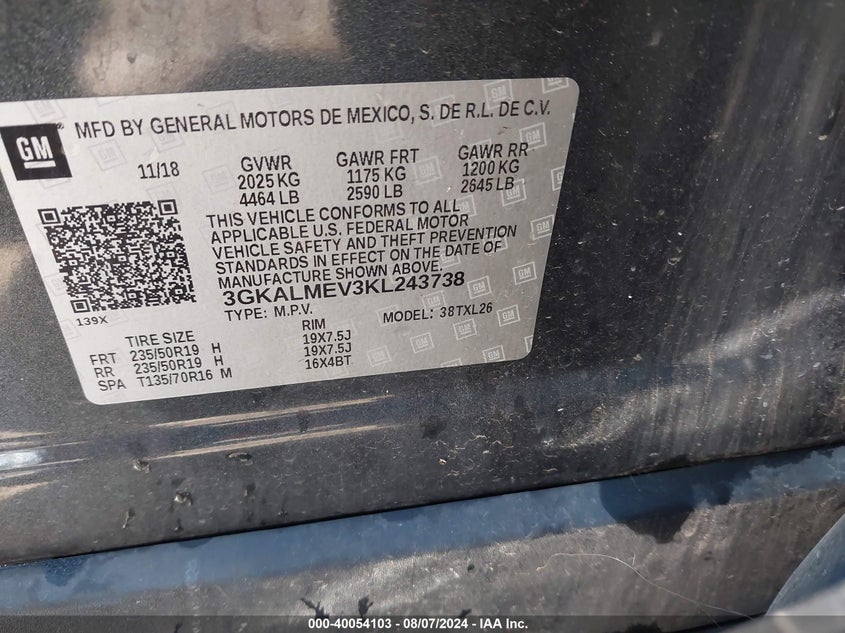 GM
MFD BY GENERAL MOTORS DE MEXICO, S. DE R.L. DE C.V.
11/18 GVWR GAWR FRT GAWR RR
2025 KG 1175 KG 1200 KG
4464 LB 2590 LB 2645 LB
THIS VEHICLE CONFORMS TO ALL
APPLICABLE U.S. FEDERAL MOTOR
VEHICLE SAFETY AND THEFT PREVENTION
STANDARDS IN EFFECT ON THE DATE OF
MANUFACTURE SHOWN ABOVE.
3GKALMEV3KL243738
139X
TYPE: M.P.V. MODEL: 38TXL26
TIRE SIZE RIM
FRT 235/50R19 H 19X7.5J
RR 235/50R19 H 19X7.5J
SPA T135/70R16 M 16X4BT
000-40054103 - 08/07/2024 - IAA Inc.